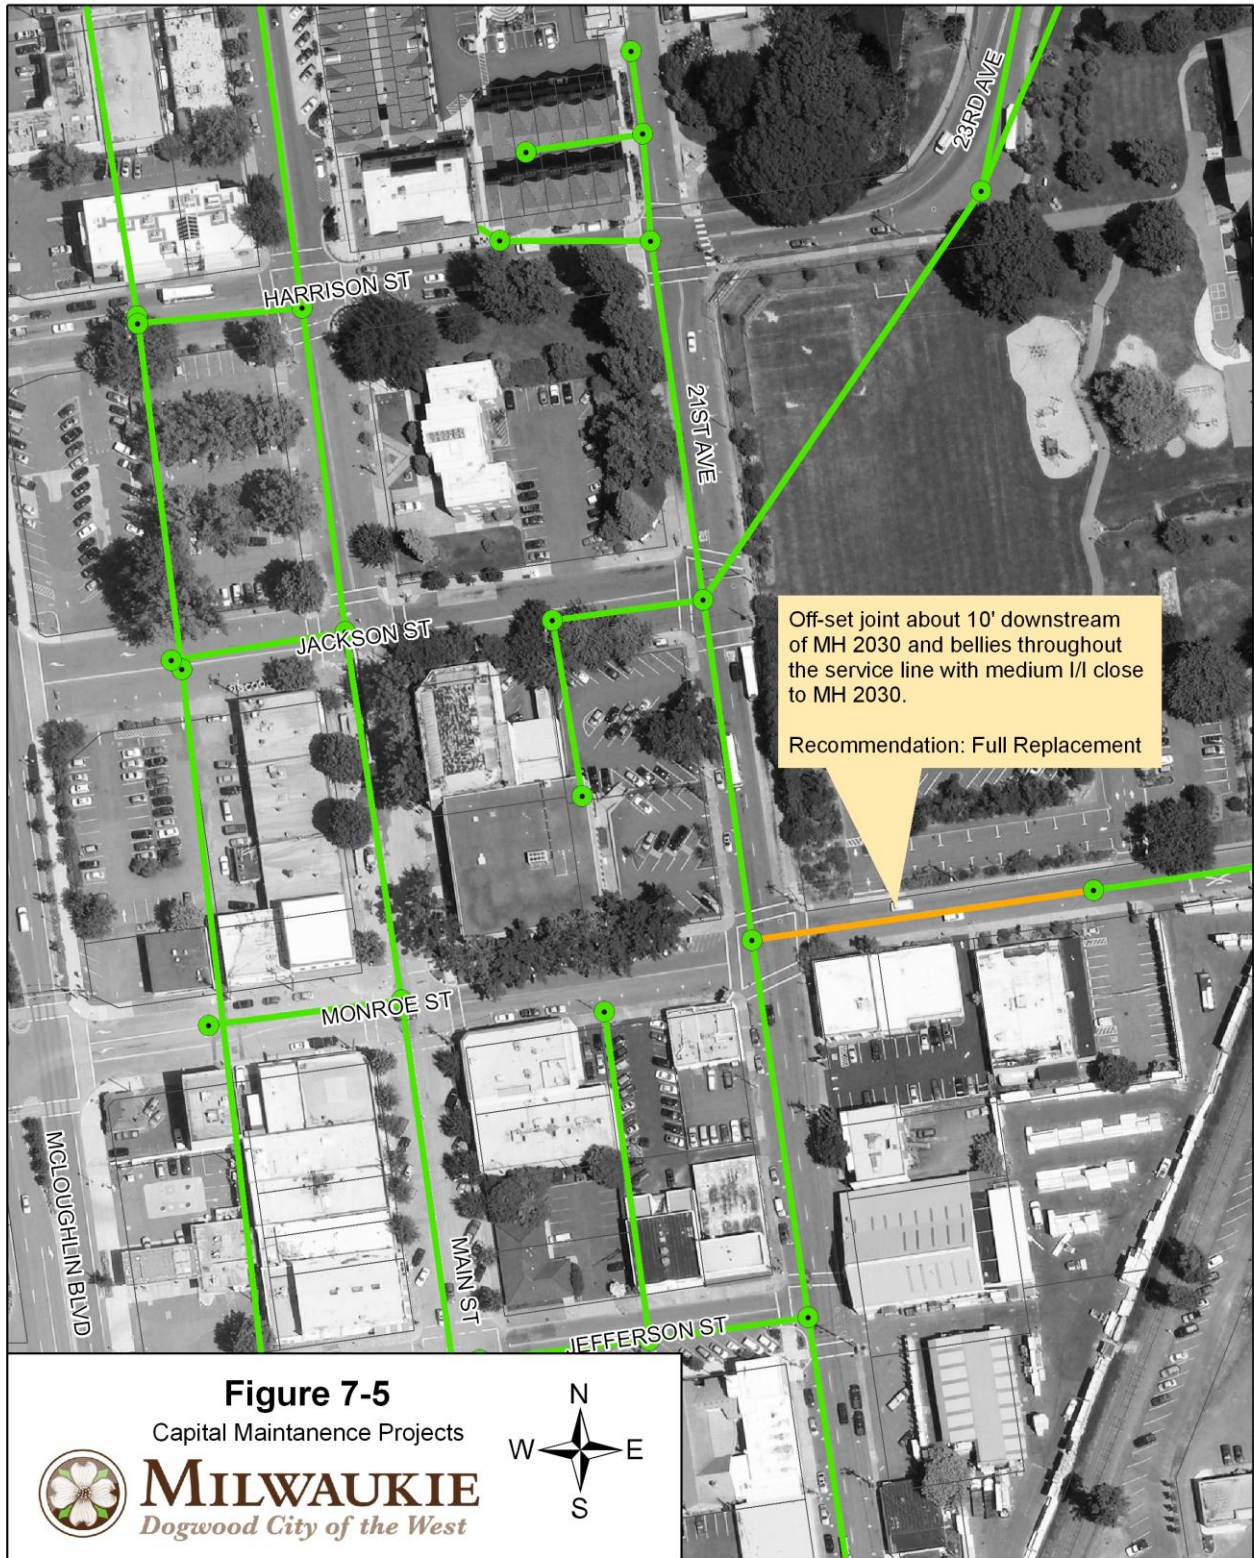 23RD AVE
HARRISON ST
21ST AVE
Off-set joint about 10' downstream
of MH 2030 and bellies throughout
the service line with medium I/I close
to MH 2030.
Recommendation: Full Replacement
JACKSON ST
MONROE ST
MCLOUGHLIN BLVD
MAIN ST
JEFFERSON ST
Figure 7-5
Capital Maintanence Projects
MILWAUKIE
Dogwood City of the West
N
W E
S